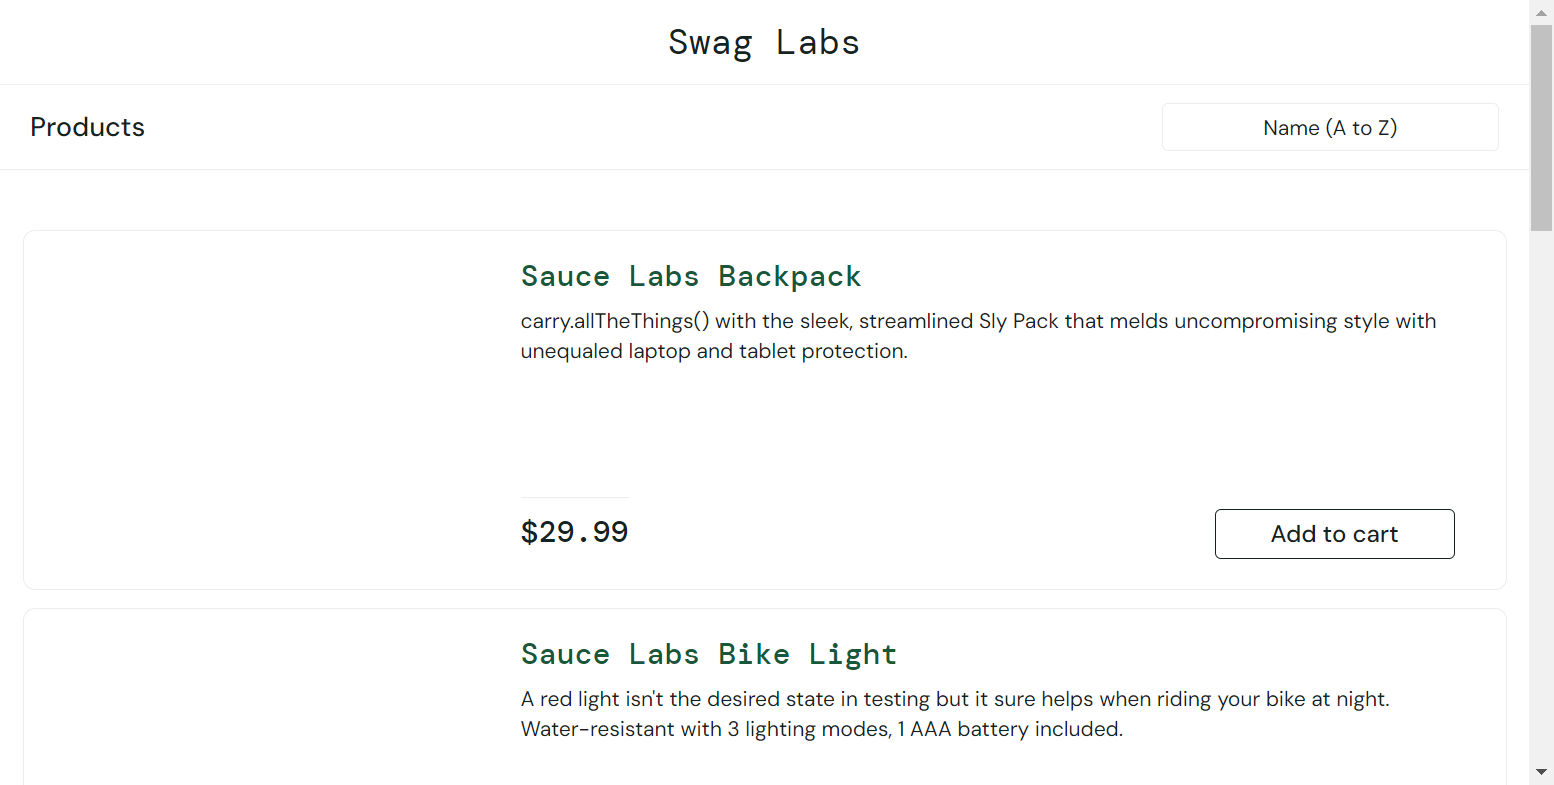 Swag Labs
Products
Name (A to Z)
Sauce Labs Backpack
carry.allTheThings() with the sleek, streamlined Sly Pack that melds uncompromising style with
unequaled laptop and tablet protection.
$29.99
Add to cart
Sauce Labs Bike Light
A red light isn't the desired state in testing but it sure helps when riding your bike at night.
Water-resistant with 3 lighting modes, 1 AAA battery included.